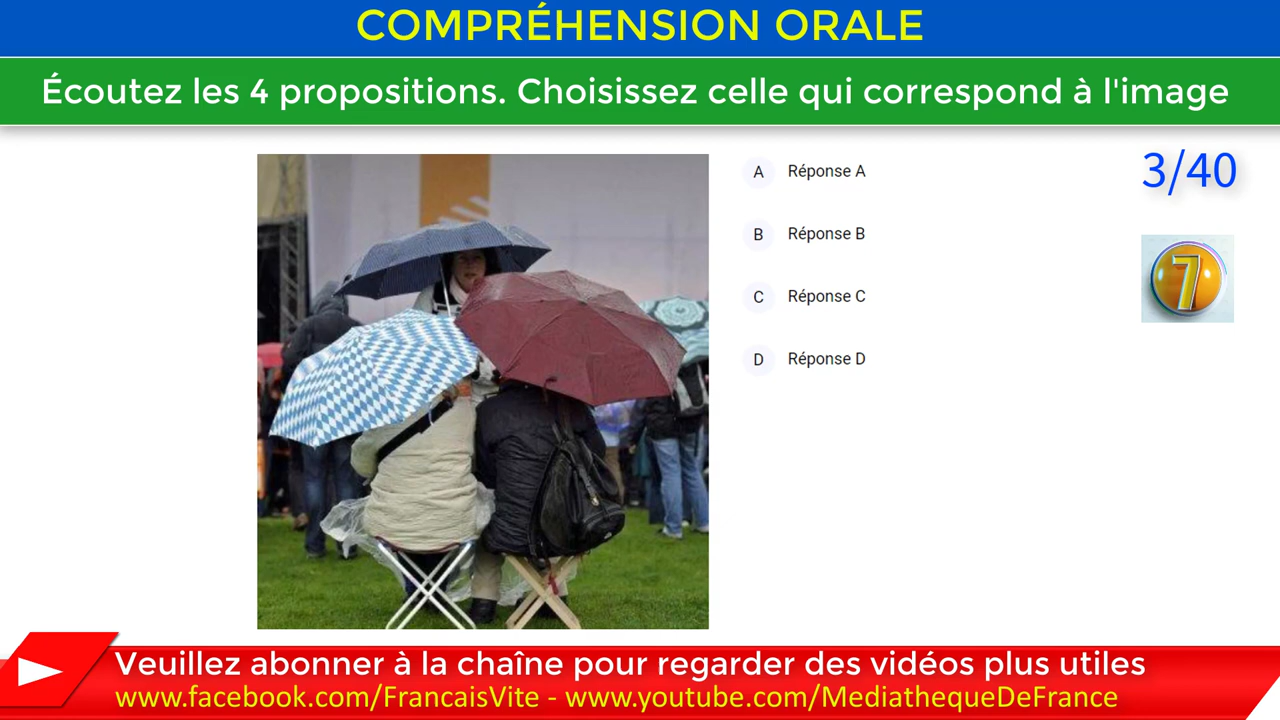 COMPRÉHENSION ORALE
Écoutez les 4 propositions. Choisissez celle qui correspond à l'image
3/40
A Réponse A
B Réponse B
C Réponse C
D Réponse D
7
Veuillez abonner à la chaîne pour regarder des vidéos plus utiles
www.facebook.com/FrancaisVite - www.youtube.com/MediathequeDeFrance